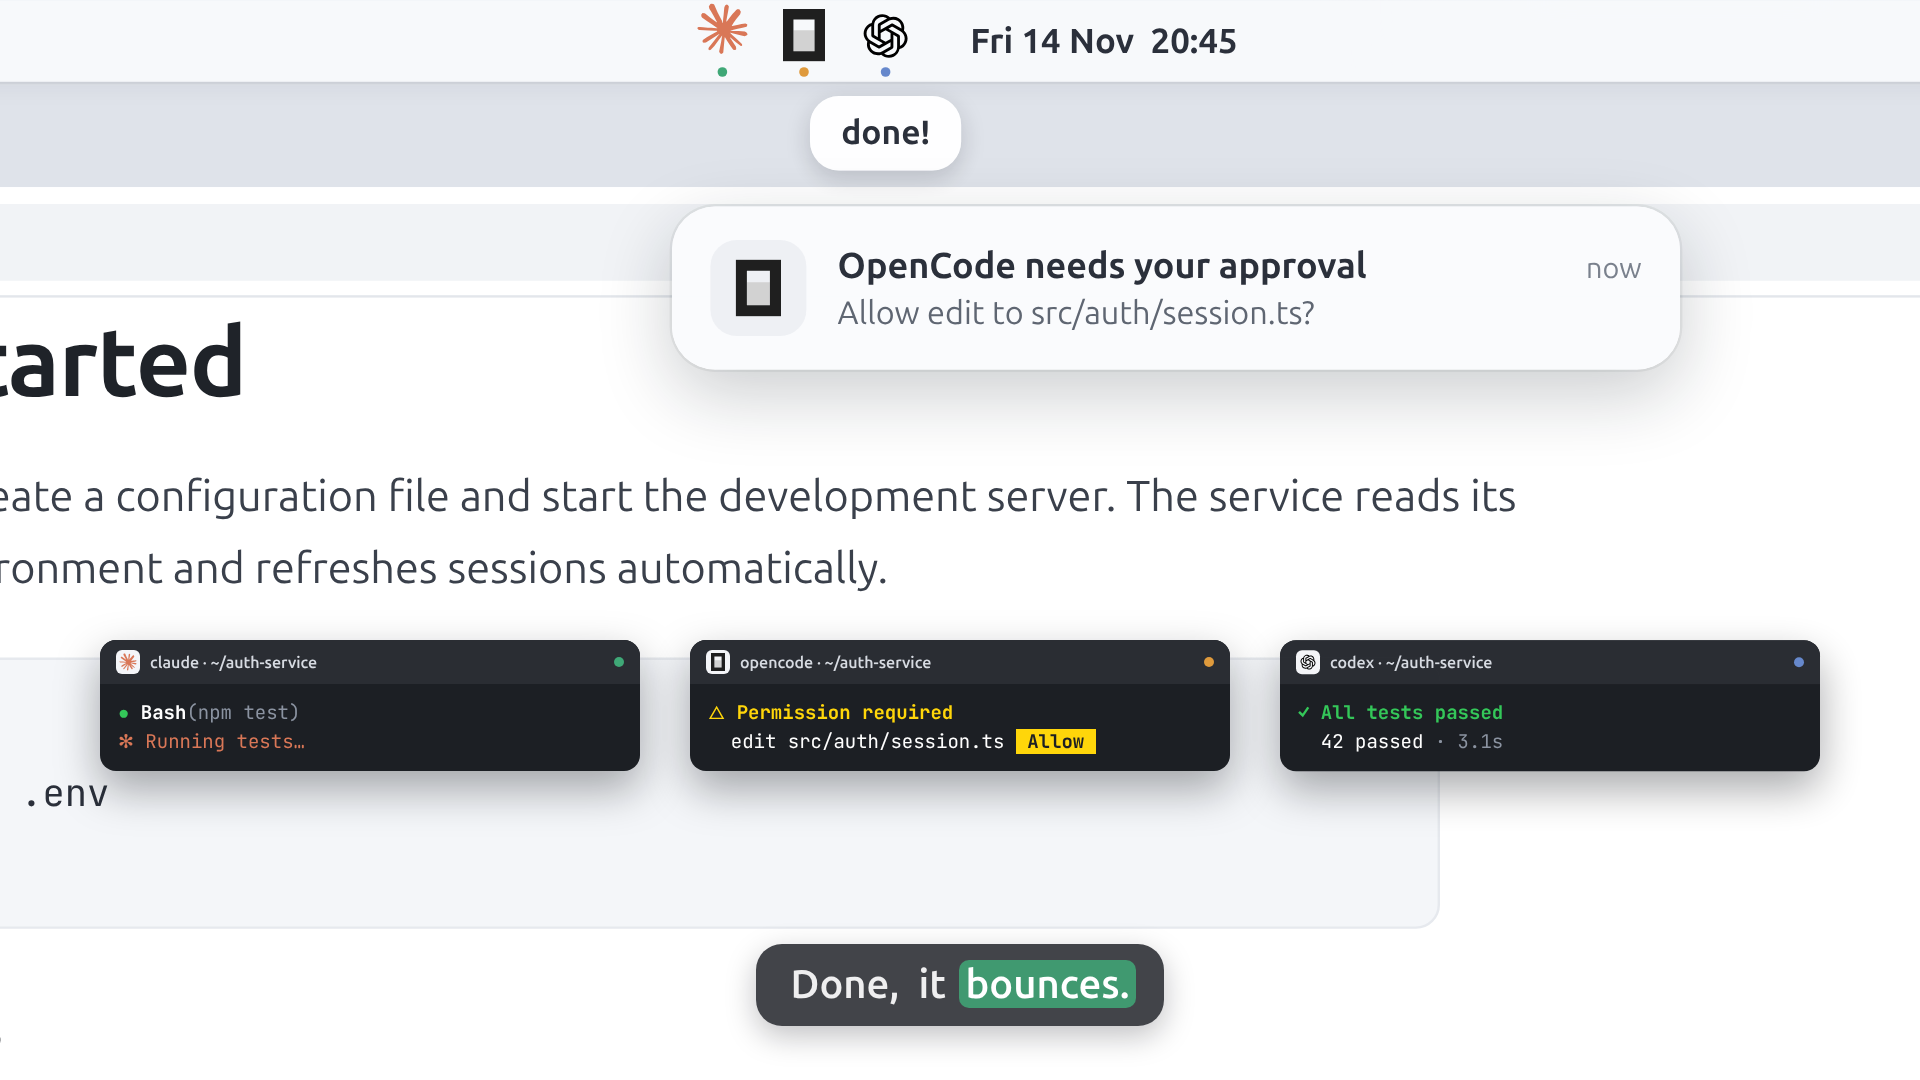 Fri 14 Nov 20:45
done!
OpenCode needs your approval
now
Allow edit to src/auth/session.ts?
tarted
eate a configuration file and start the development server. The service reads its
ronment and refreshes sessions automatically.
claude · ~/auth-service
Bash(npm test)
Running tests…
opencode · ~/auth-service
Permission required
edit src/auth/session.ts Allow
codex · ~/auth-service
All tests passed
42 passed · 3.1s
.env
Done, it bounces.